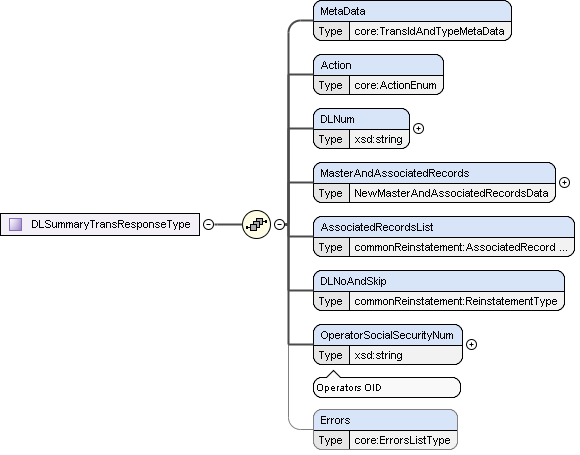 MetaData
Type core:TransIdAndTypeMetaData
Action
Type core:ActionEnum
DLNum
Type xsd:string
MasterAndAssociatedRecords
Type NewMasterAndAssociatedRecordsData
DLSummaryTransResponseType
AssociatedRecordsList
Type commonReinstatement:AssociatedRecord ...
DLNoAndSkip
Type commonReinstatement:ReinstatementType
OperatorSocialSecurityNum
Type xsd:string
Operators OID
Errors
Type core:ErrorsListType